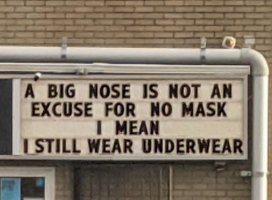 A BIG NOSE IS NOT AN
EXCUSE FOR NO MASK
I MEAN
I STILL WEAR UNDERWEAR